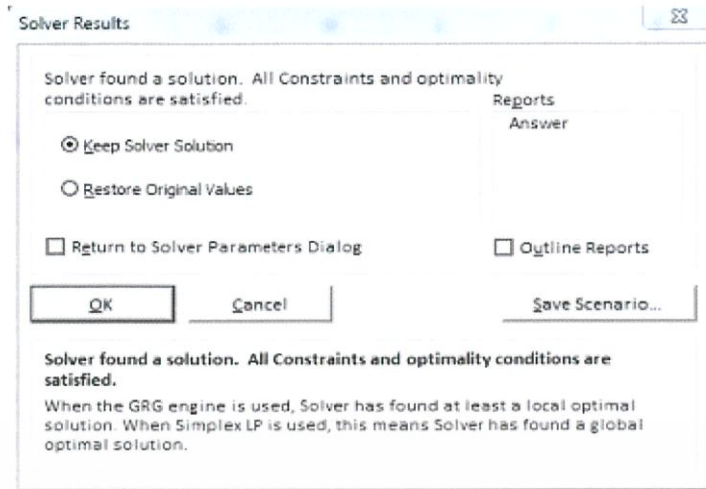 Solver Results
Solver found a solution. All Constraints and optimality
conditions are satisfied.
Reports
Answer
Keep Solver Solution
Restore Original Values
Return to Solver Parameters Dialog
Outline Reports
OK
Cancel
Save Scenario...
Solver found a solution. All Constraints and optimality conditions are
satisfied.
When the GRG engine is used, Solver has found at least a local optimal
solution. When Simplex LP is used, this means Solver has found a global
optimal solution.